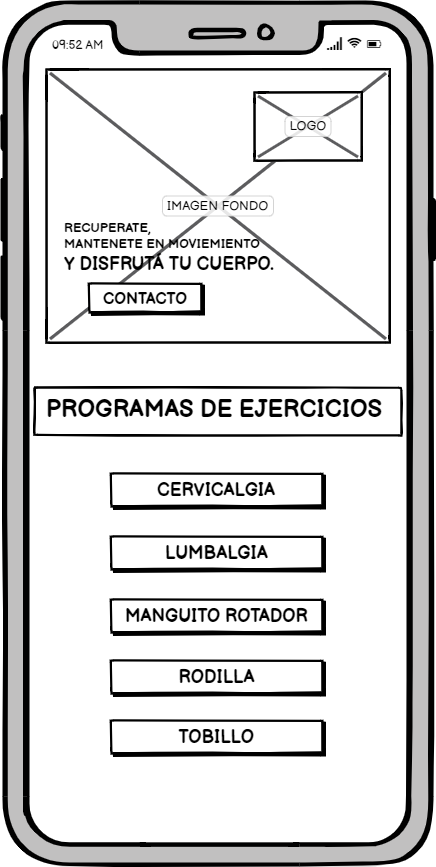 09:52 AM
LOGO
IMAGEN FONDO
RECUPERATE,
MANTENETE EN MOVIEMIENTO
Y DISFRUTÁ TU CUERPO.
CONTACTO
PROGRAMAS DE EJERCICIOS
CERVICALGIA
LUMBALGIA
MANGUITO ROTADOR
RODILLA
TOBILLO